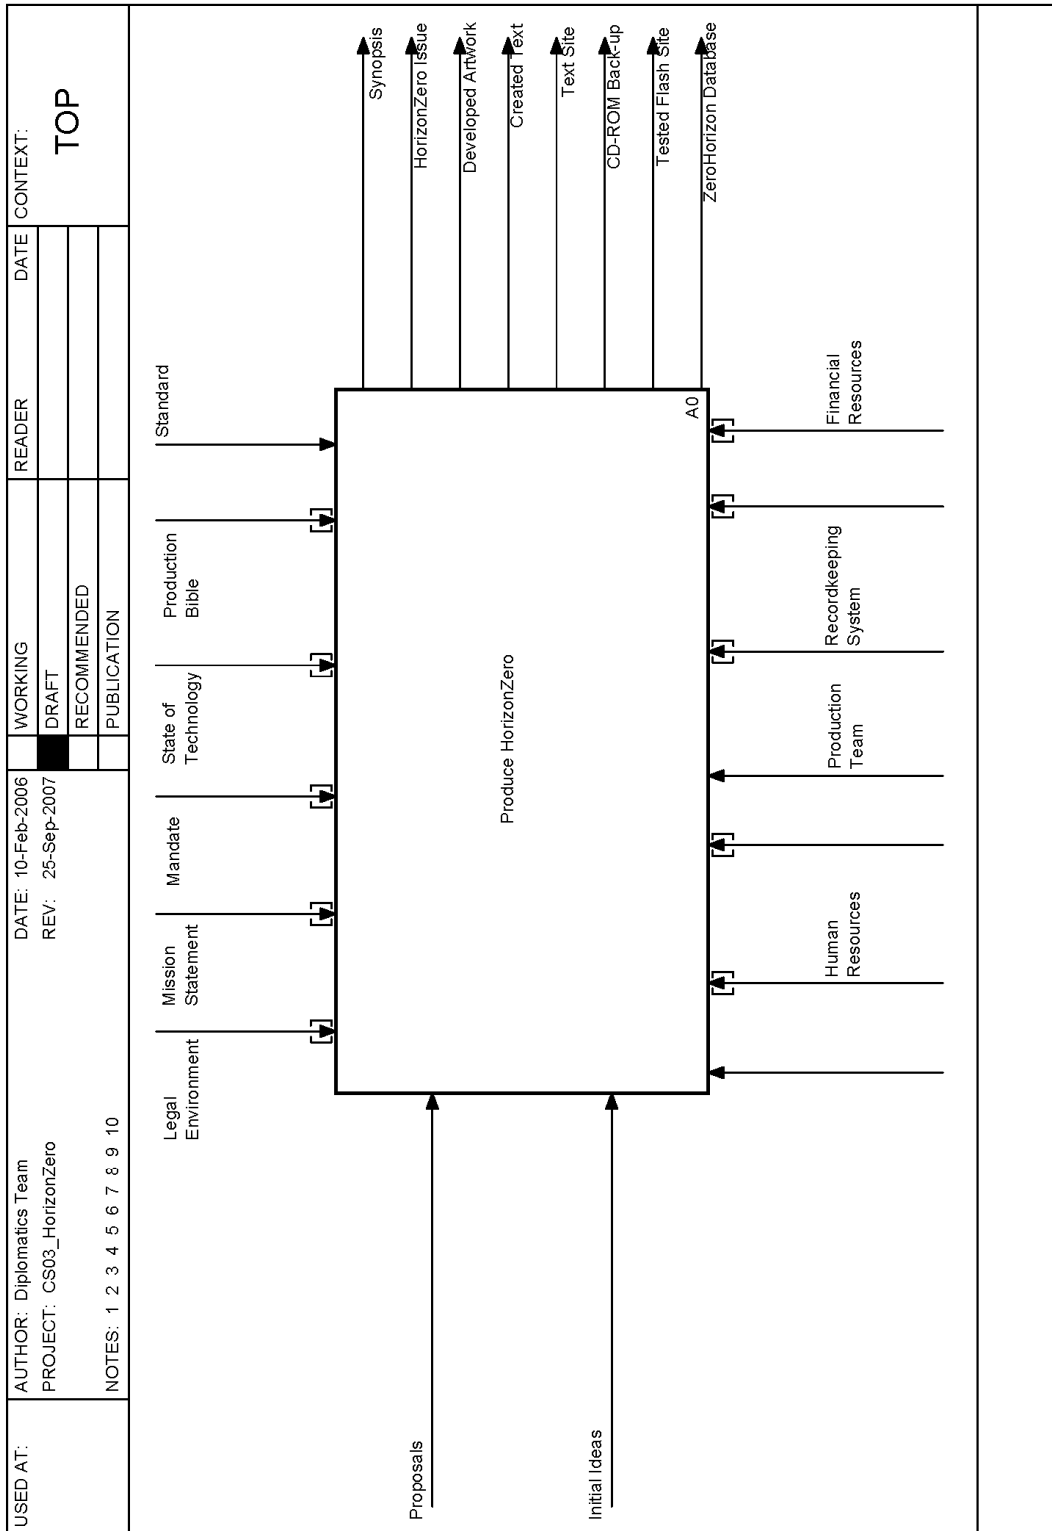 USED AT:
AUTHOR: Diplomatics Team
PROJECT: CS03_HorizonZero
NOTES: 1 2 3 4 5 6 7 8 9 10
DATE: 10-Feb-2006
REV: 25-Sep-2007
WORKING
DRAFT
RECOMMENDED
PUBLICATION
READER
DATE
CONTEXT:
TOP
Legal
Environment
Mission
Statement
Mandate
State of
Technology
Production
Bible
Standard
Proposals
Initial Ideas
Produce HorizonZero
A0
Synopsis
HorizonZero Issue
Developed Artwork
Created Text
Text Site
CD-ROM Back-up
Tested Flash Site
ZeroHorizon Database
Human
Resources
Production
Team
Recordkeeping
System
Financial
Resources